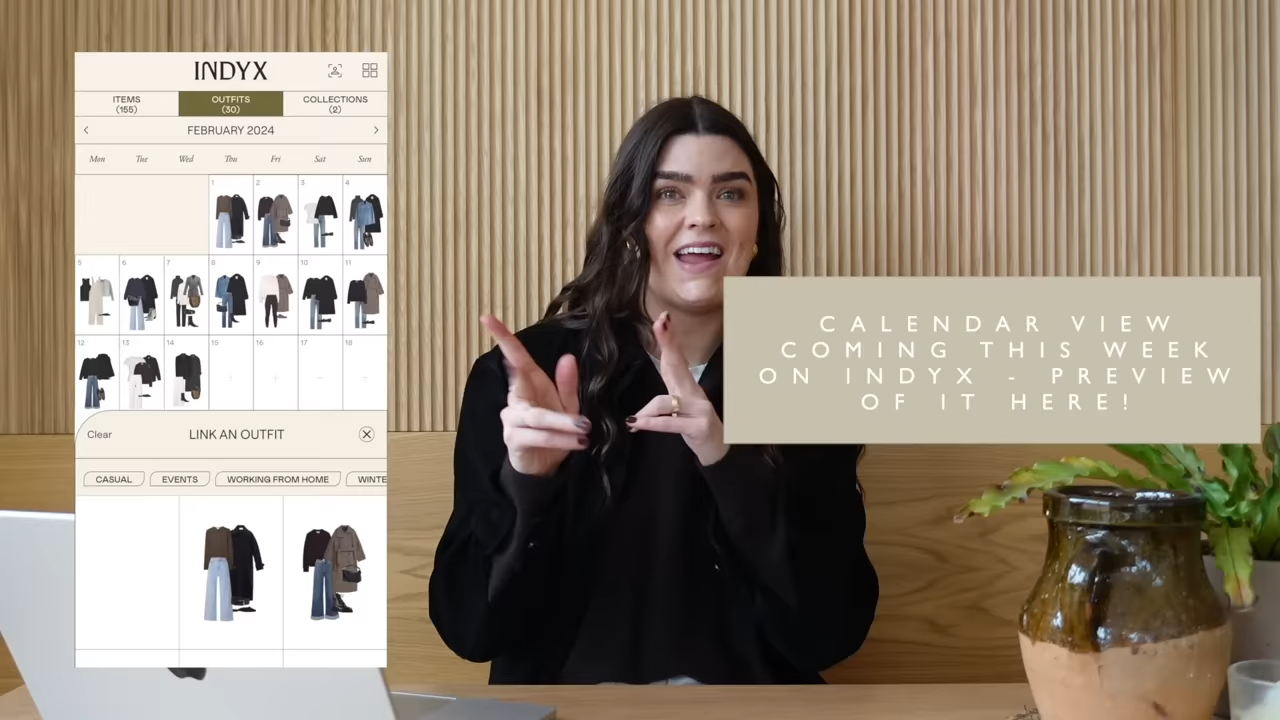 INDYX
ITEMS
(155)
OUTFITS
(30)
COLLECTIONS
(2)
FEBRUARY 2024
Mon Tue Wed Thu Fri Sat Sun
1 2 3 4
5 6 7 8 9 10 11
12 13 14 15 16 17 18
Clear LINK AN OUTFIT
CASUAL EVENTS WORKING FROM HOME WINTE
CALENDAR VIEW
COMING THIS WEEK
ON INDYX - PREVIEW
OF IT HERE!